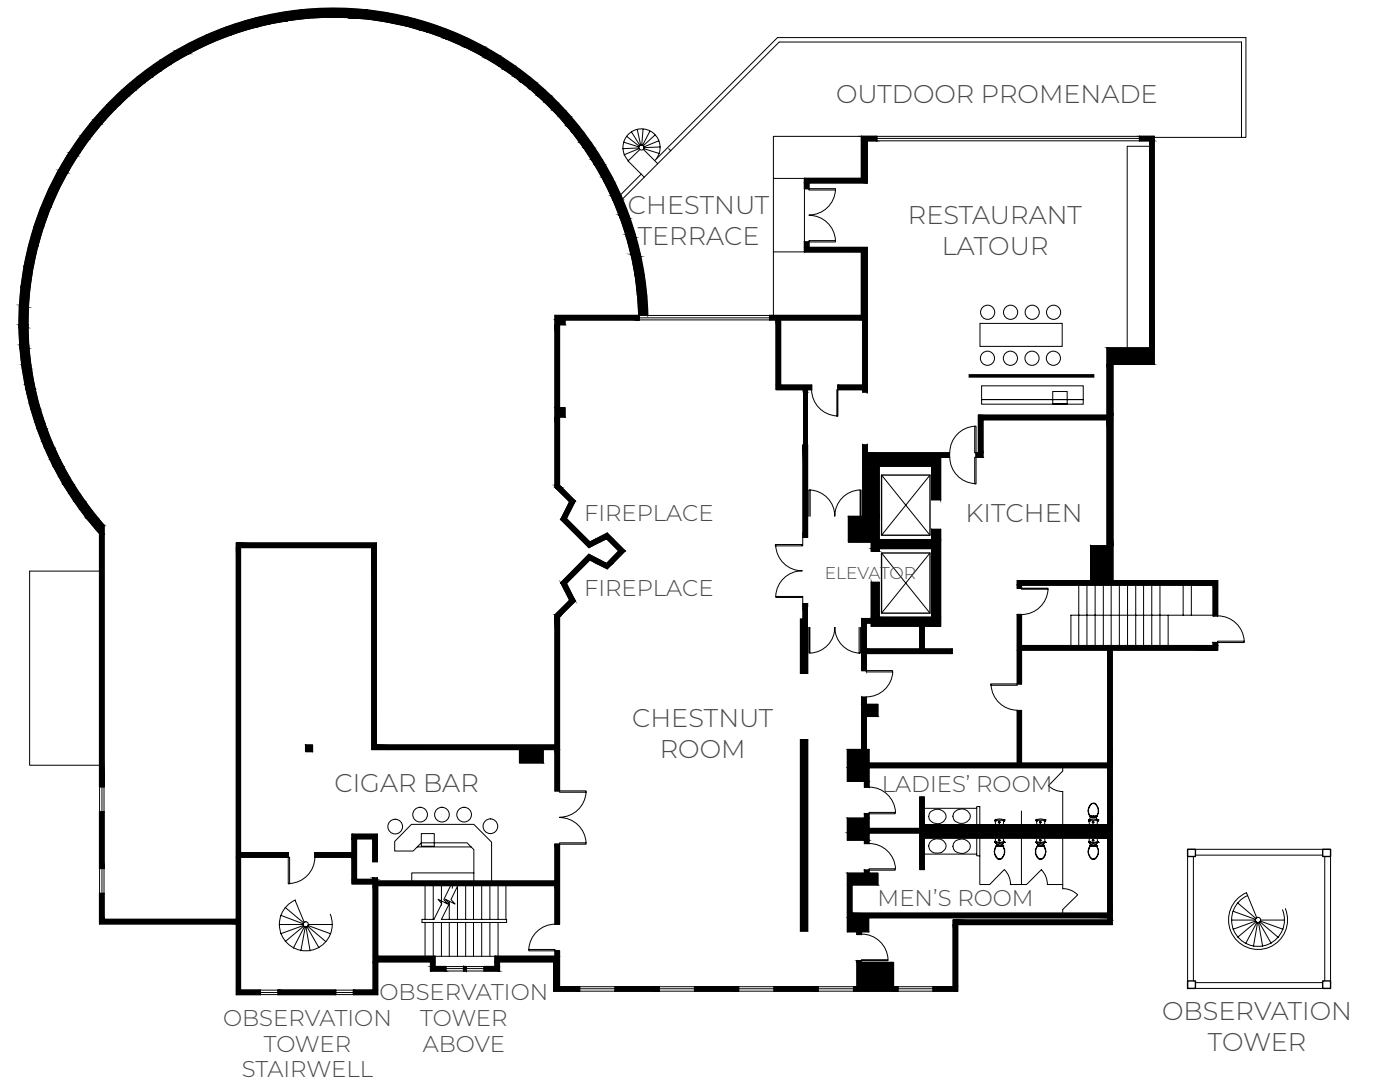 OUTDOOR PROMENADE
CHESTNUT
TERRACE
RESTAURANT
LATOUR
FIREPLACE
KITCHEN
ELEVATOR
FIREPLACE
CHESTNUT
ROOM
CIGAR BAR
LADIES' ROOM
MEN'S ROOM
OBSERVATION
TOWER
ABOVE
OBSERVATION
TOWER
STAIRWELL
OBSERVATION
TOWER